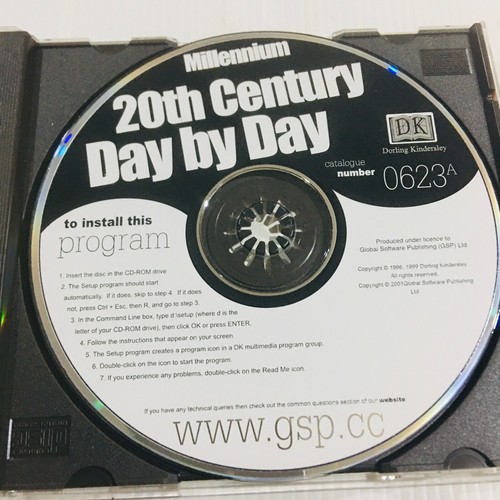 Millennium
20th Century
Day by Day
DK
Dorling Kindersley
catalogue
number
0623A
to install this
program
1. Insert the disc in the CD-ROM drive
2. The Setup program should start
automatically. If it does, skip to step 4. If it does
not, press Ctrl + Esc, then R, and go to step 3.
3. In the Command Line box, type d:\setup (where d is the
letter of your CD-ROM drive), then click OK or press ENTER.
4. Follow the instructions that appear on your screen.
5. The Setup program creates a program icon in a DK multimedia program group.
6. Double-click on the icon to start the program.
7. If you experience any problems, double-click on the Read Me icon.
Produced under licence to
Global Software Publishing (GSP) Ltd
Copyright © 1996, 1999 Dorling Kindersley
All rights reserved.
Copyright © 2001Global Software Publishing
Ltd
If you have any technical queries then check out the common questions section of our website
www.gsp.cc